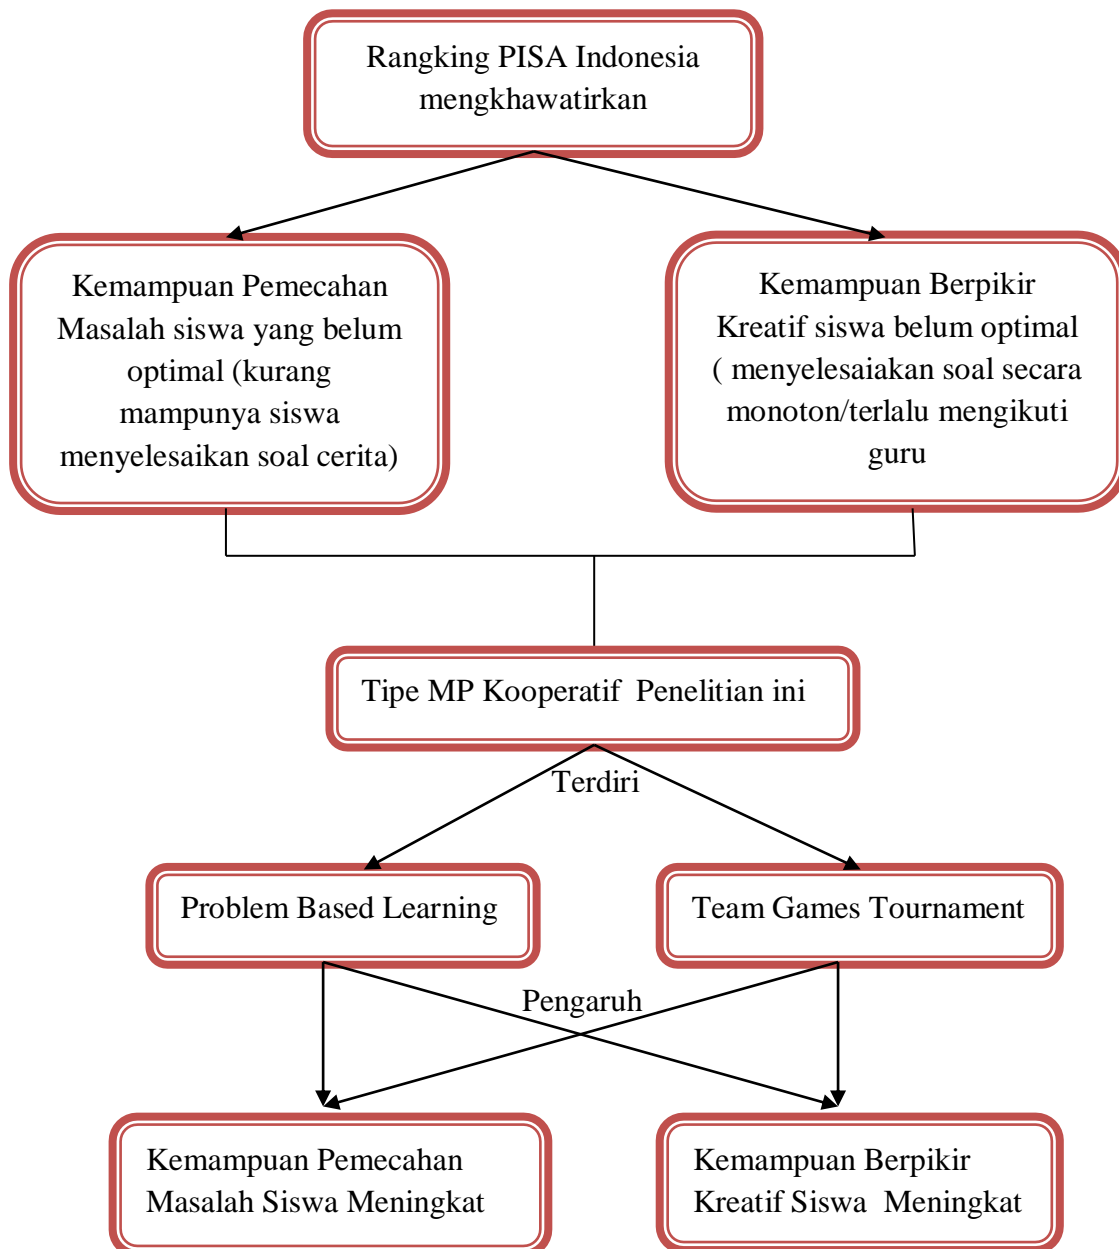 Rangking PISA Indonesia
mengkhawatirkan
Kemampuan Pemecahan
Masalah siswa yang belum
optimal (kurang
mampunya siswa
menyelesaikan soal cerita)
Kemampuan Berpikir
Kreatif siswa belum optimal
( menyelesaiakan soal secara
monoton/terlalu mengikuti
guru
Tipe MP Kooperatif  Penelitian ini
Terdiri
Problem Based Learning
Team Games Tournament
Pengaruh
Kemampuan Pemecahan
Masalah Siswa Meningkat
Kemampuan Berpikir
Kreatif Siswa  Meningkat